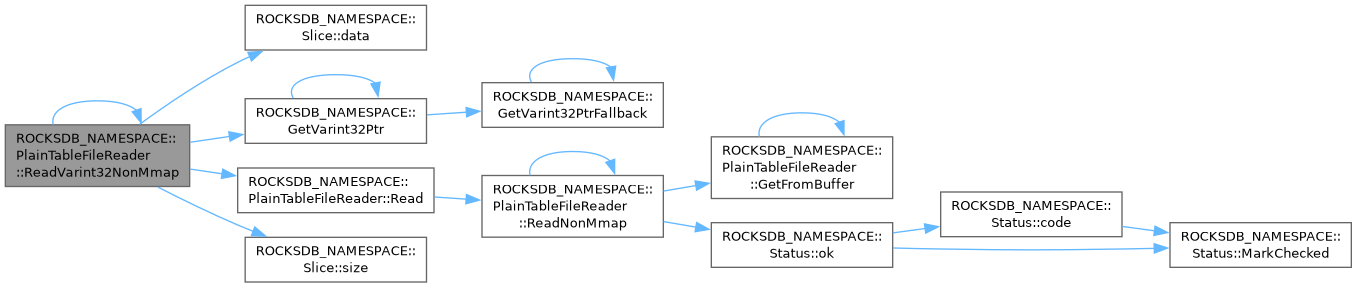 ROCKSDB_NAMESPACE::
Slice::data
ROCKSDB_NAMESPACE::
GetVarint32Ptr
ROCKSDB_NAMESPACE::
GetVarint32PtrFallback
ROCKSDB_NAMESPACE::
PlainTableFileReader
::ReadVarint32NonMmap
ROCKSDB_NAMESPACE::
PlainTableFileReader::Read
ROCKSDB_NAMESPACE::
PlainTableFileReader
::ReadNonMmap
ROCKSDB_NAMESPACE::
PlainTableFileReader
::GetFromBuffer
ROCKSDB_NAMESPACE::
Status::ok
ROCKSDB_NAMESPACE::
Status::code
ROCKSDB_NAMESPACE::
Status::MarkChecked
ROCKSDB_NAMESPACE::
Slice::size